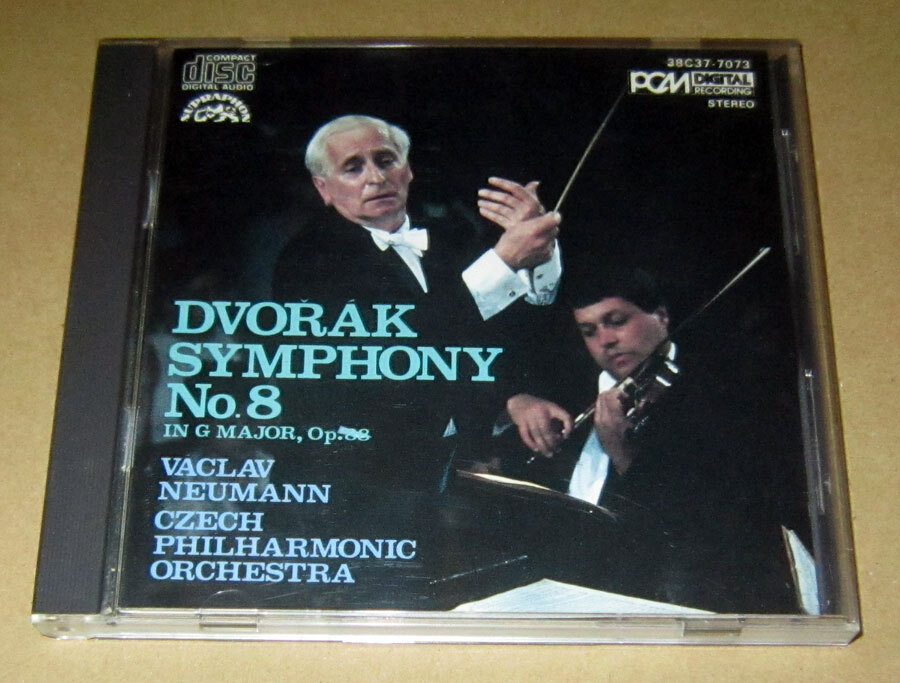 COMPACT
disc
DIGITAL AUDIO
SUPRAPHON
38C37-7073
PCM DIGITAL
RECORDING
STEREO
DVOŘÁK
SYMPHONY
No.8
IN G MAJOR, Op.88
VACLAV
NEUMANN
CZECH
PHILHARMONIC
ORCHESTRA